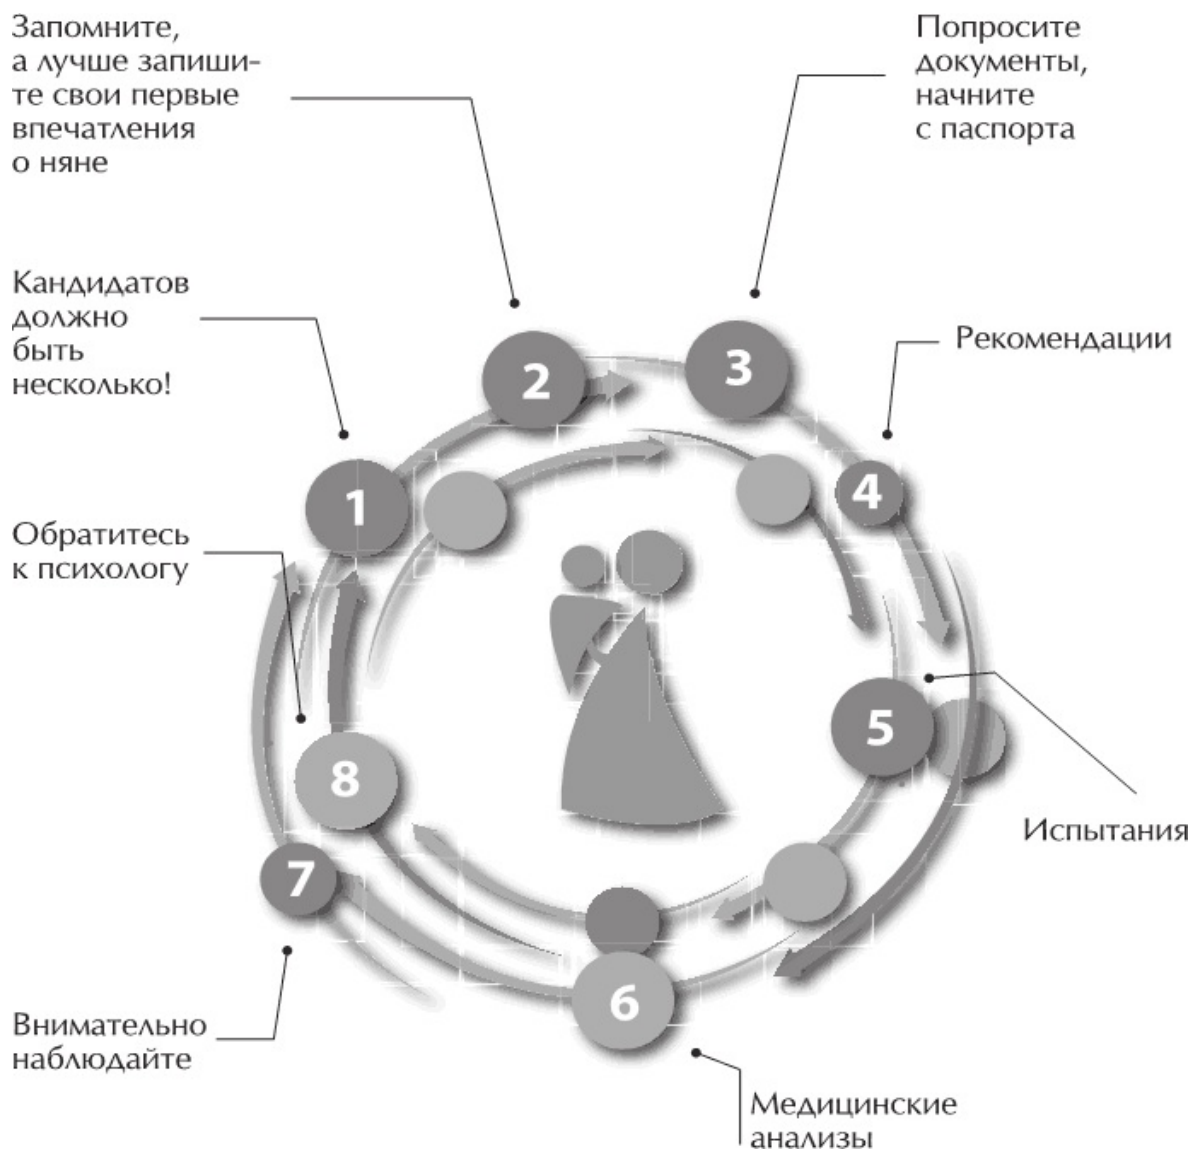 Запомните,
а лучше запиши-
те свои первые
впечатления
о няне
Попросите
документы,
начните
с паспорта
Кандидатов
должно
быть
несколько!
Рекомендации
2
3
1
4
Обратитесь
к психологу
5
8
Испытания
7
6
Внимательно
наблюдайте
Медицинские
анализы